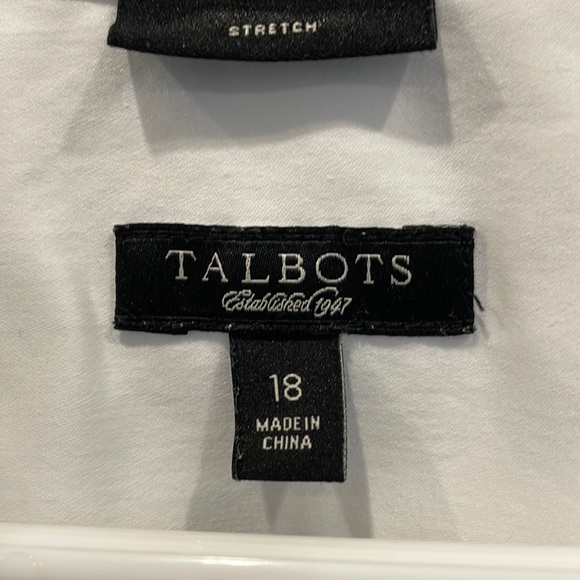 STRETCH
TALBOTS
Established 1947
18
MADE IN
CHINA